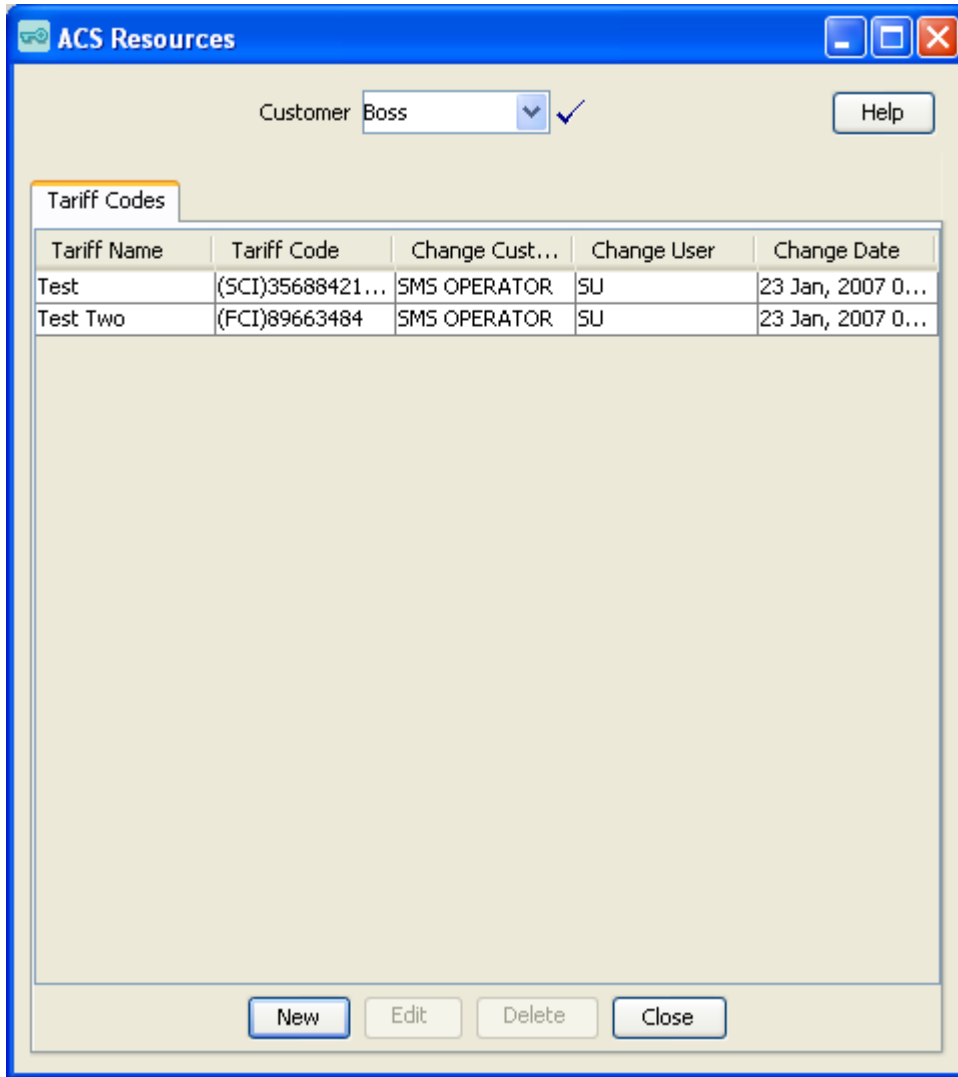 ACS Resources
Customer Boss Help
Tariff Codes
Tariff Name Tariff Code Change Cust... Change User Change Date
Test (SCI)35688421... SMS OPERATOR SU 23 Jan, 2007 0...
Test Two (FCI)89663484 SMS OPERATOR SU 23 Jan, 2007 0...
New Edit Delete Close